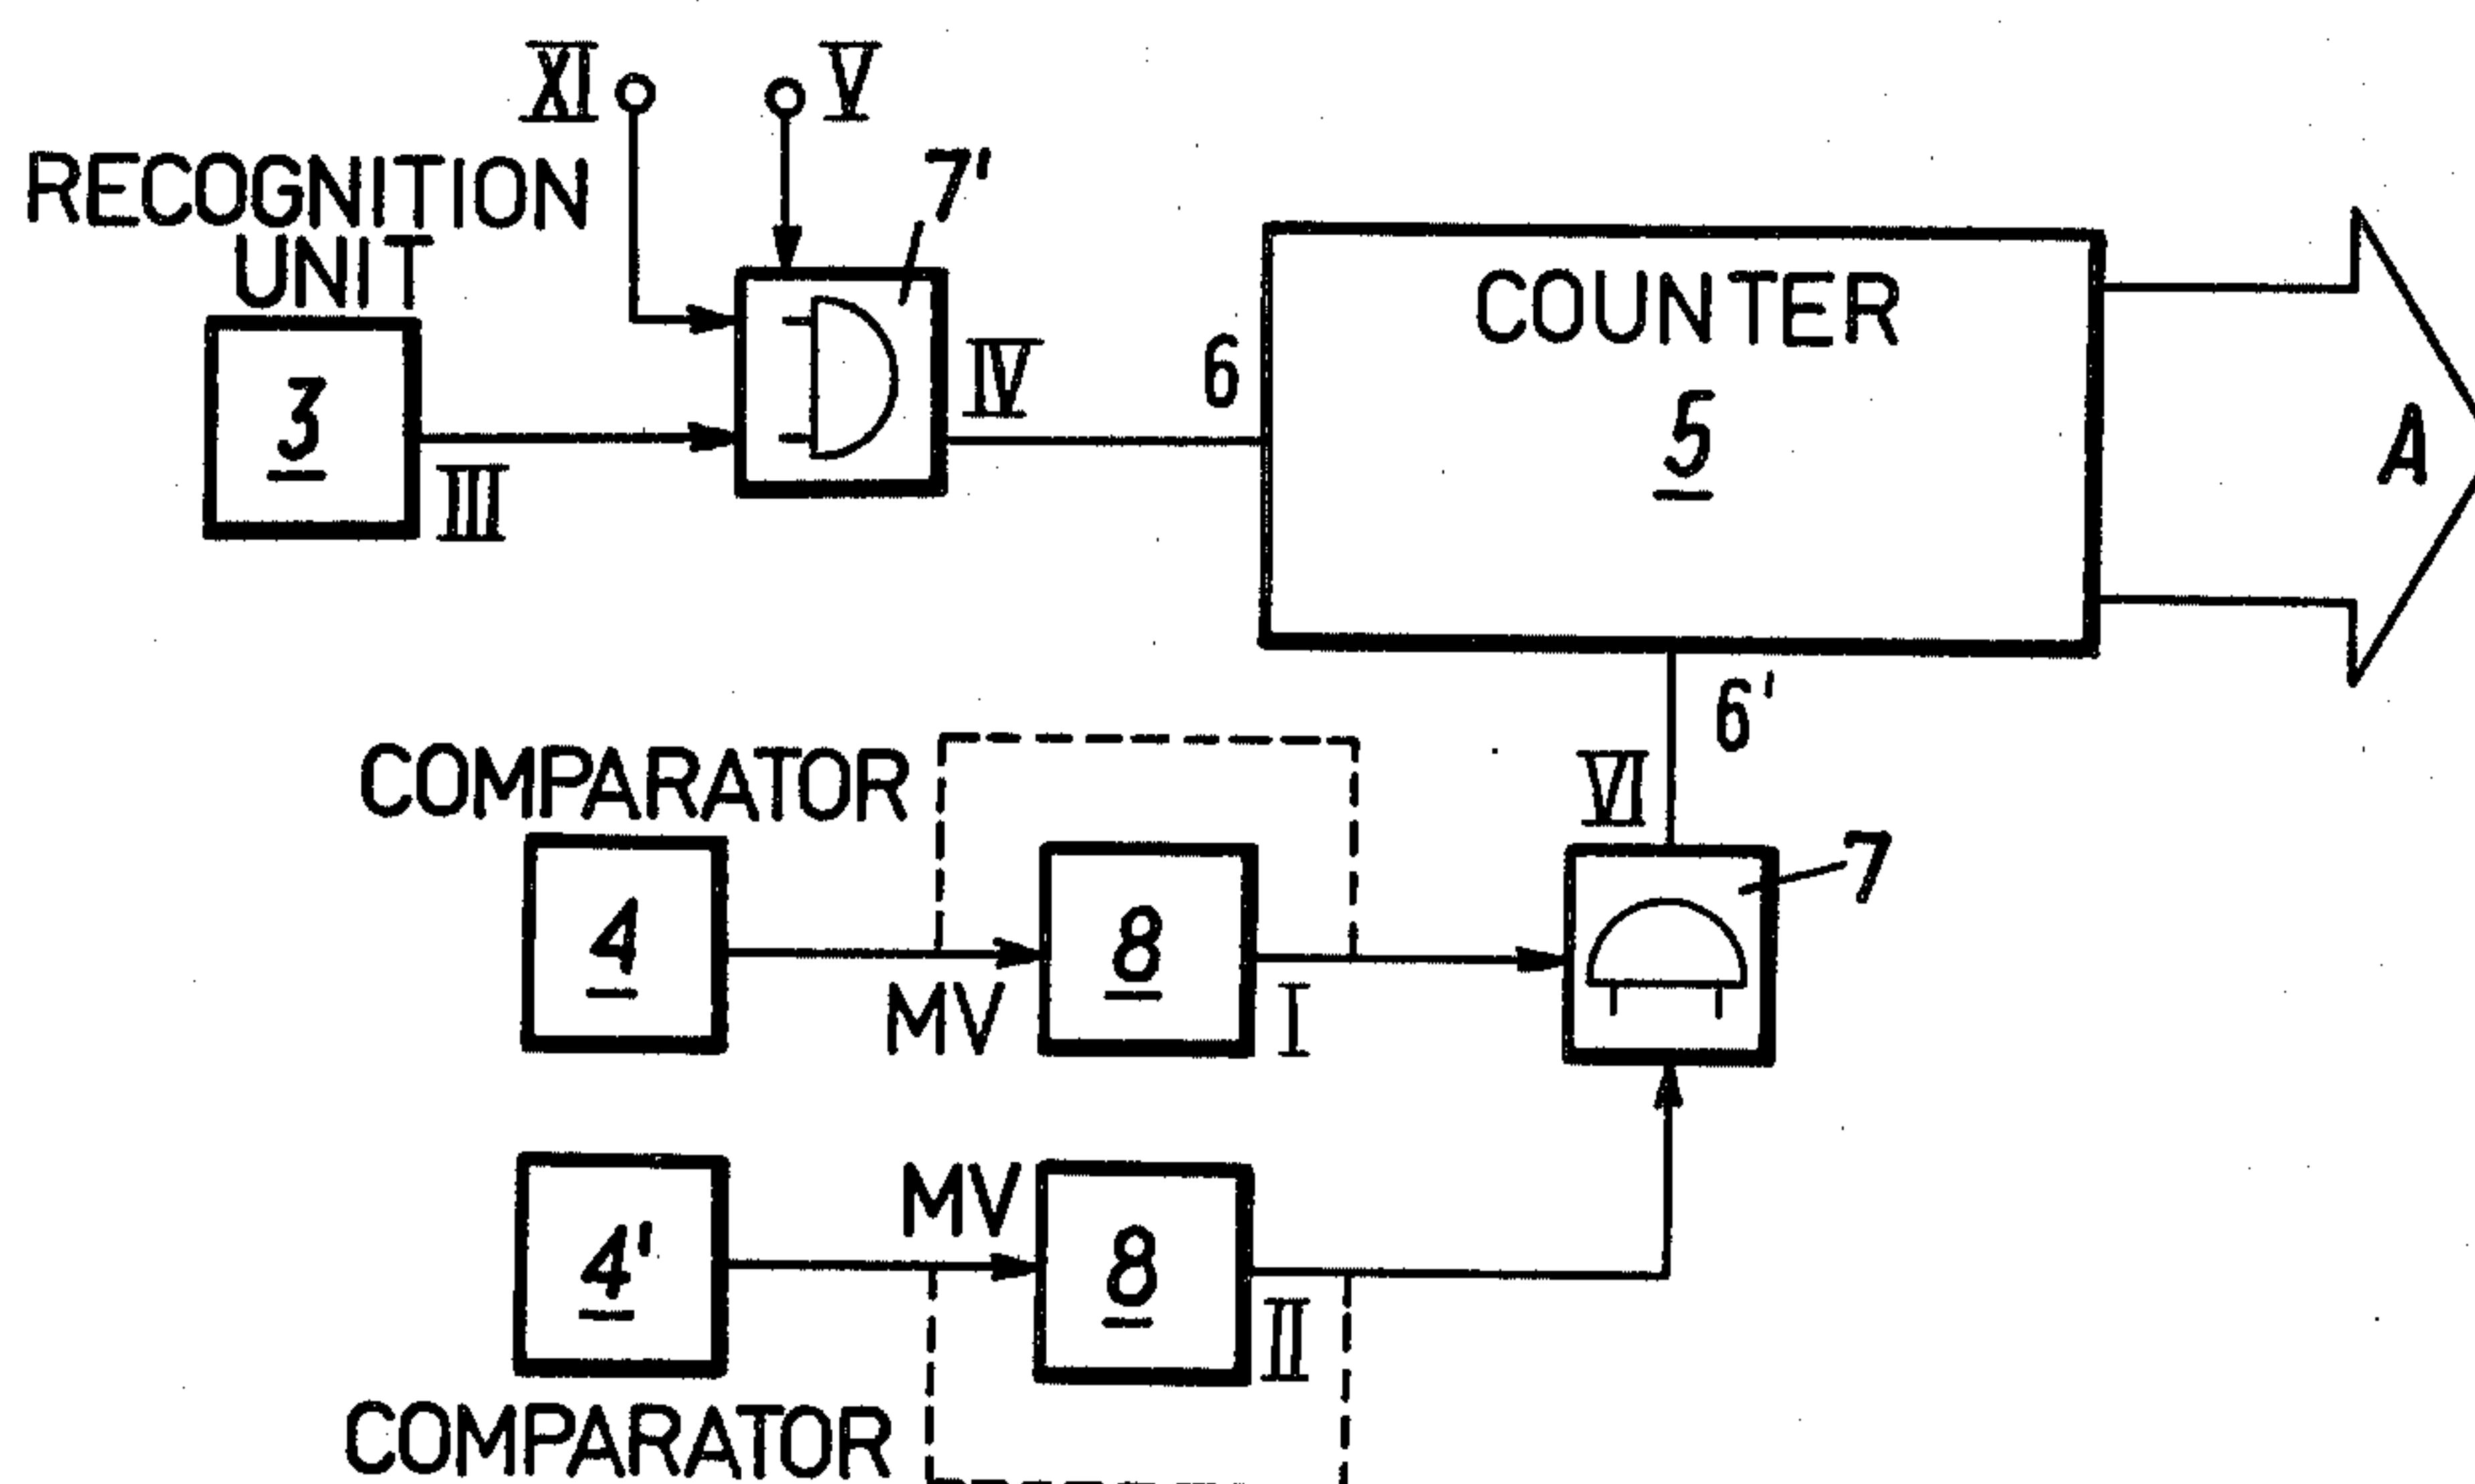 XI
V
RECOGNITION
UNIT
7'
3
III
IV
6
COUNTER
5
A
6'
VI
COMPARATOR
7
4
8
MV
I
MV
4'
8
II
COMPARATOR